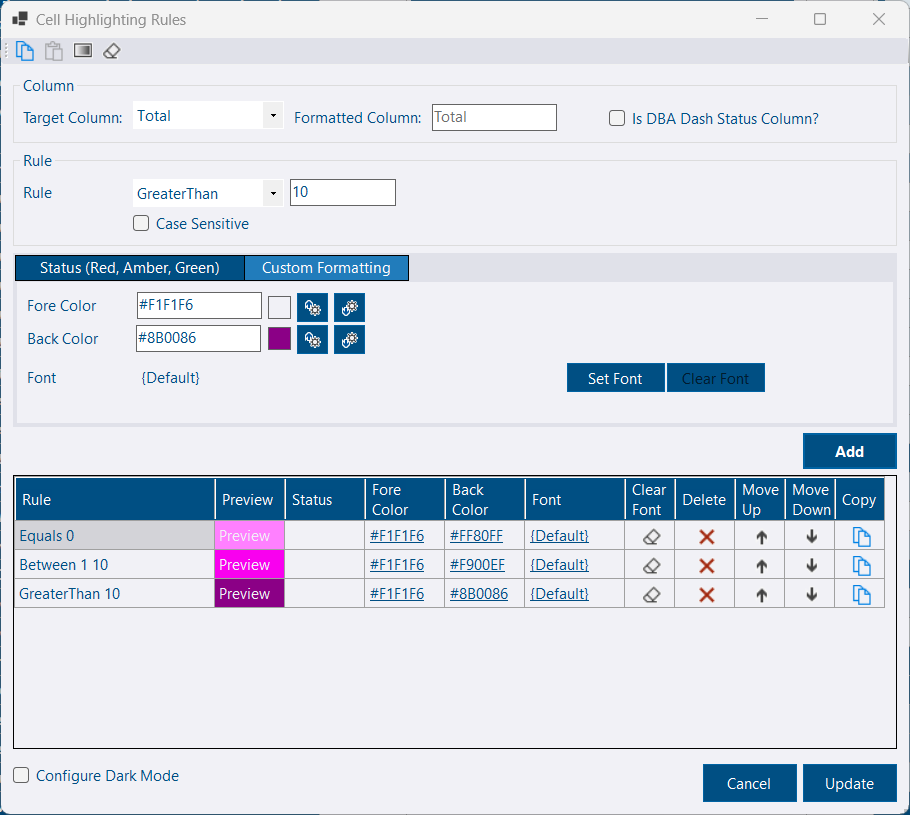 Cell Highlighting Rules
Column
Target Column: Total Formatted Column: Total Is DBA Dash Status Column?
Rule
Rule GreaterThan 10
Case Sensitive
Status (Red, Amber, Green) Custom Formatting
Fore Color #F1F1F6
Back Color #8B0086
Font {Default} Set Font Clear Font
Add
Rule Preview Status Fore Color Back Color Font Clear Font Delete Move Up Move Down Copy
Equals 0 Preview #F1F1F6 #FF80FF {Default}
Between 1 10 Preview #F1F1F6 #F900EF {Default}
GreaterThan 10 Preview #F1F1F6 #8B0086 {Default}
Configure Dark Mode
Cancel Update